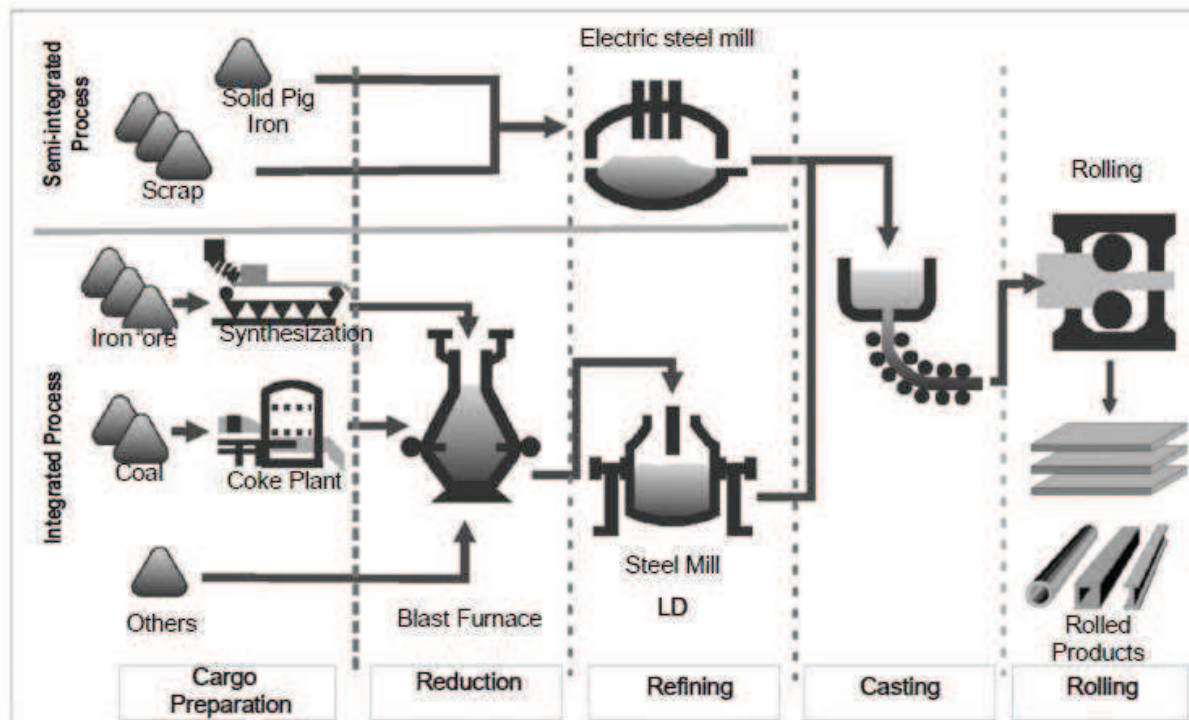 Semi-integrated
Process
Solid Pig
Iron
Scrap
Electric steel mill
Rolling
Integrated Process
Iron ore
Synthesization
Coal
Coke Plant
Others
Blast Furnace
Steel Mill
LD
Rolled
Products
Cargo
Preparation
Reduction
Refining
Casting
Rolling